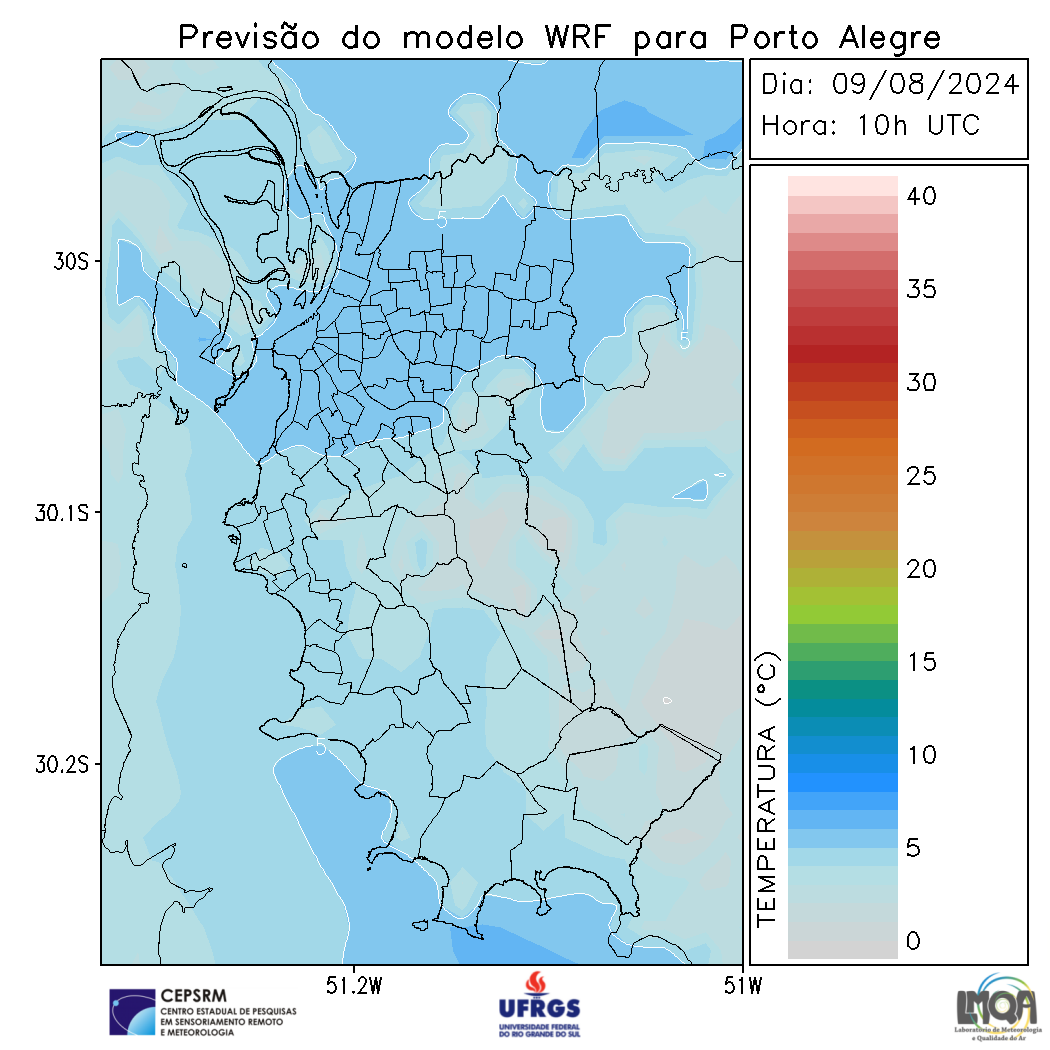 Previsão do modelo WRF para Porto Alegre
Dia: 09/08/2024
Hora: 10h UTC
30S
30.1S
30.2S
51.2W
51W
5
5
5
TEMPERATURA (°C)
40
35
30
25
20
15
10
5
0
CEPSRM
CENTRO ESTADUAL DE PESQUISAS
EM SENSORIAMENTO REMOTO
E METEOROLOGIA
UFRGS
UNIVERSIDADE FEDERAL
DO RIO GRANDE DO SUL
LMQA
Laboratório de Meteorologia
e Qualidade do Ar